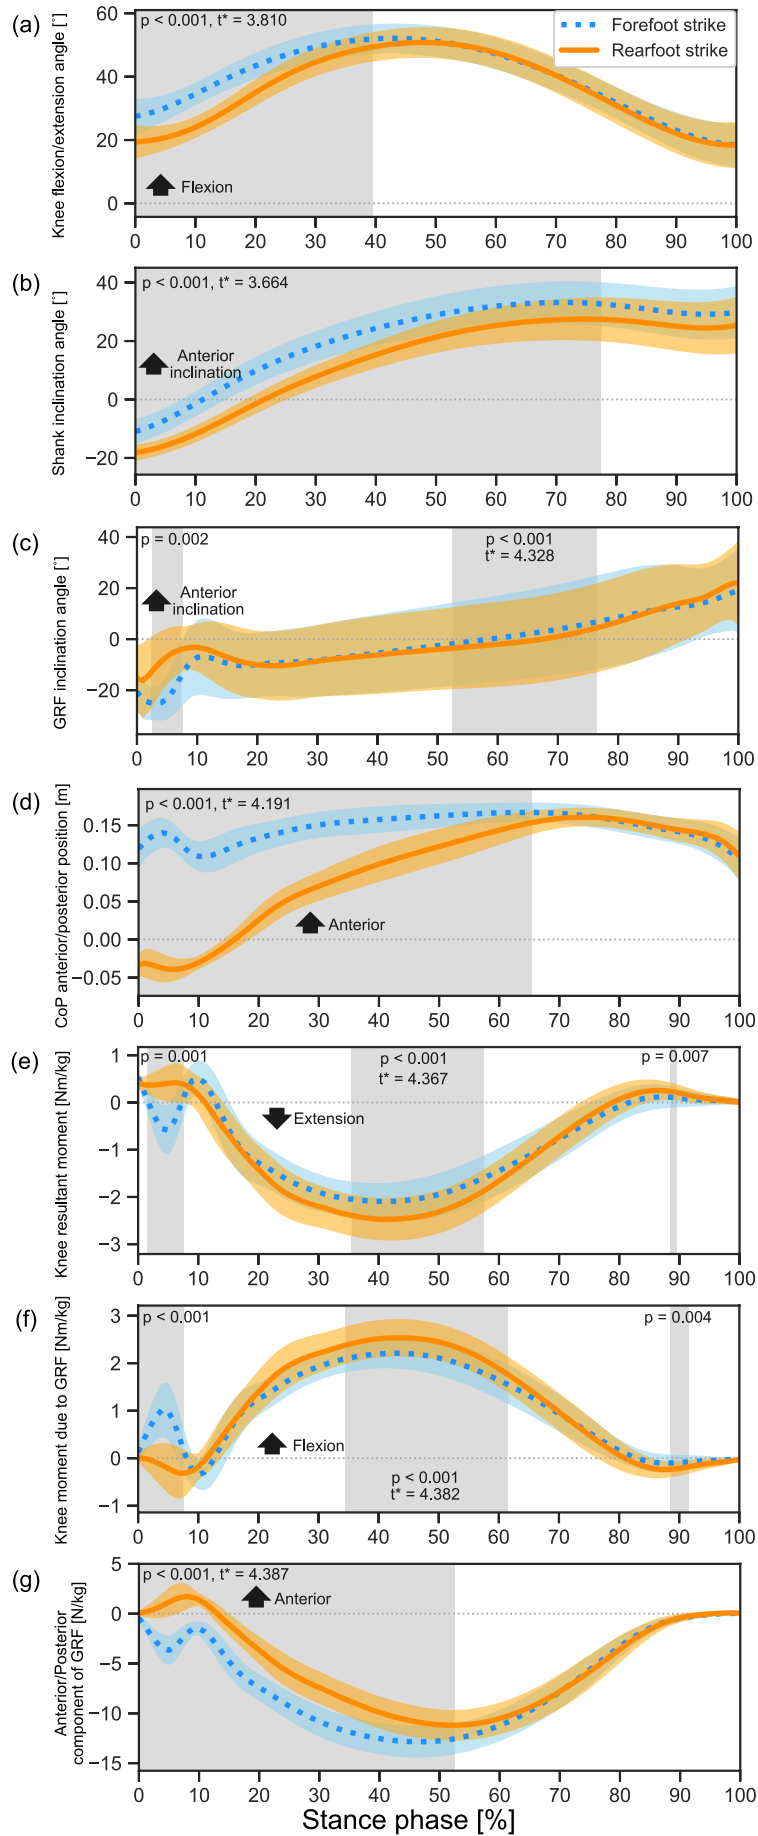 (a)
Knee flexion/extension angle [°]
60
40
20
0
p < 0.001, t* = 3.810
Forefoot strike
Rearfoot strike
Flexion
0 10 20 30 40 50 60 70 80 90 100
(b)
Shank inclination angle [°]
40
20
0
−20
p < 0.001, t* = 3.664
Anterior
inclination
0 10 20 30 40 50 60 70 80 90 100
(c)
GRF inclination angle [°]
40
20
0
−20
p = 0.002
p < 0.001
t* = 4.328
Anterior
inclination
0 10 20 30 40 50 60 70 80 90 100
(d)
CoP anterior/posterior position [m]
0.15
0.10
0.05
0.00
−0.05
p < 0.001, t* = 4.191
Anterior
0 10 20 30 40 50 60 70 80 90 100
(e)
Knee resultant moment [Nm/kg]
1
0
−1
−2
−3
p = 0.001
p < 0.001
t* = 4.367
p = 0.007
Extension
0 10 20 30 40 50 60 70 80 90 100
(f)
Knee moment due to GRF [Nm/kg]
3
2
1
0
−1
p < 0.001
p = 0.004
Flexion
p < 0.001
t* = 4.382
0 10 20 30 40 50 60 70 80 90 100
(g)
Anterior/Posterior
component of GRF [N/kg]
5
0
−5
−10
−15
p < 0.001, t* = 4.387
Anterior
0 10 20 30 40 50 60 70 80 90 100
Stance phase [%]